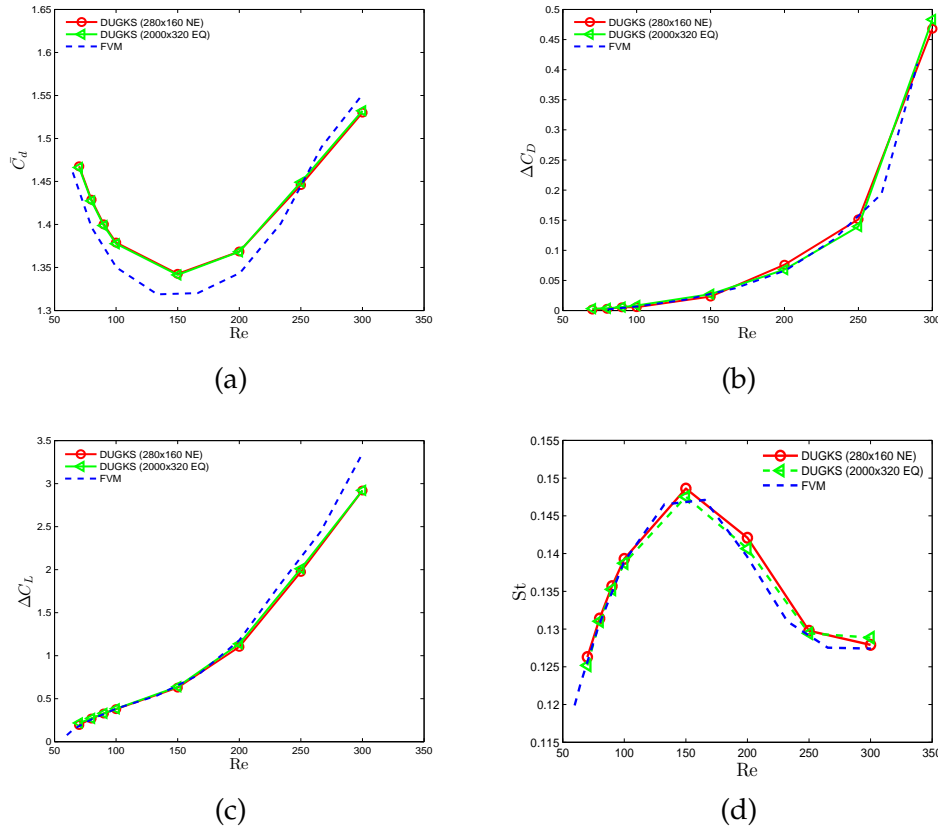 1.65
1.6
1.55
1.5
1.45
1.4
1.35
1.3
50 100 150 200 250 300 350
C̄_d
Re
DUGKS (280x160 NE)
DUGKS (2000x320 EQ)
FVM
(a)
0.5
0.45
0.4
0.35
0.3
0.25
0.2
0.15
0.1
0.05
0
50 100 150 200 250 300
ΔC_D
Re
DUGKS (280x160 NE)
DUGKS (2000x320 EQ)
FVM
(b)
3.5
3
2.5
2
1.5
1
0.5
0
50 100 150 200 250 300 350
ΔC_L
Re
DUGKS (280x160 NE)
DUGKS (2000x320 EQ)
FVM
(c)
0.155
0.15
0.145
0.14
0.135
0.13
0.125
0.12
0.115
50 100 150 200 250 300 350
St
Re
DUGKS (280x160 NE)
DUGKS (2000x320 EQ)
FVM
(d)